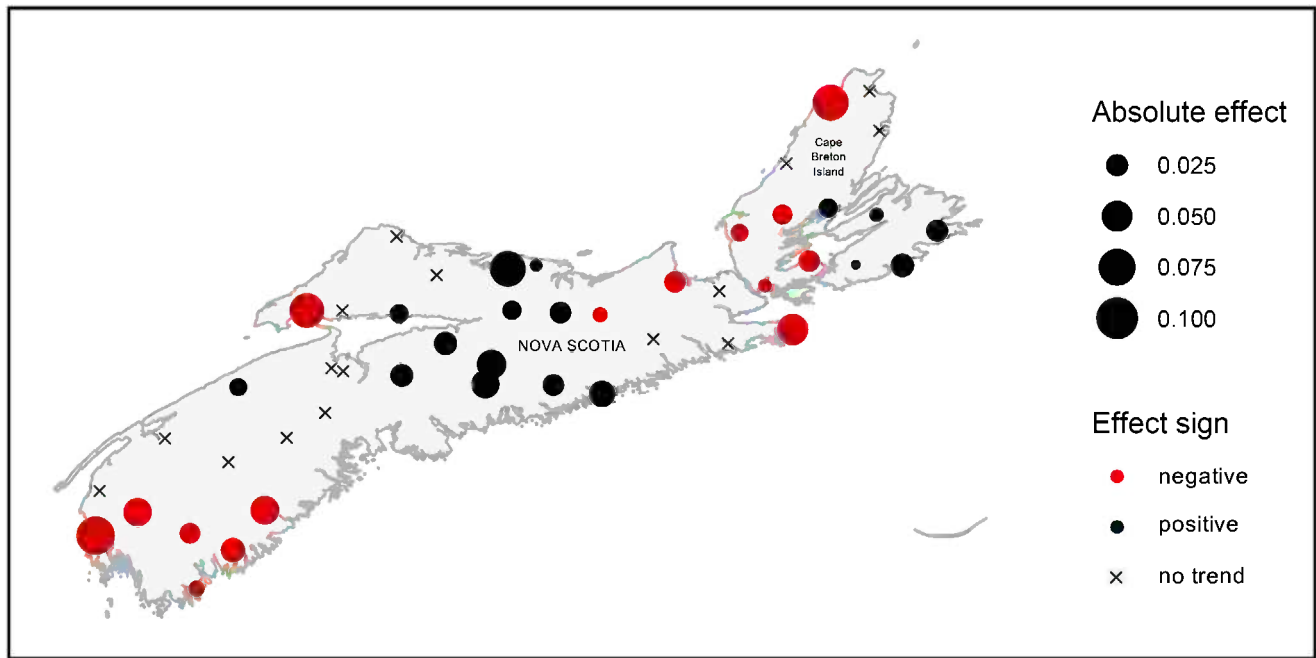 Cape
Breton
Island
NOVA SCOTIA
Absolute effect
0.025
0.050
0.075
0.100
Effect sign
negative
positive
no trend